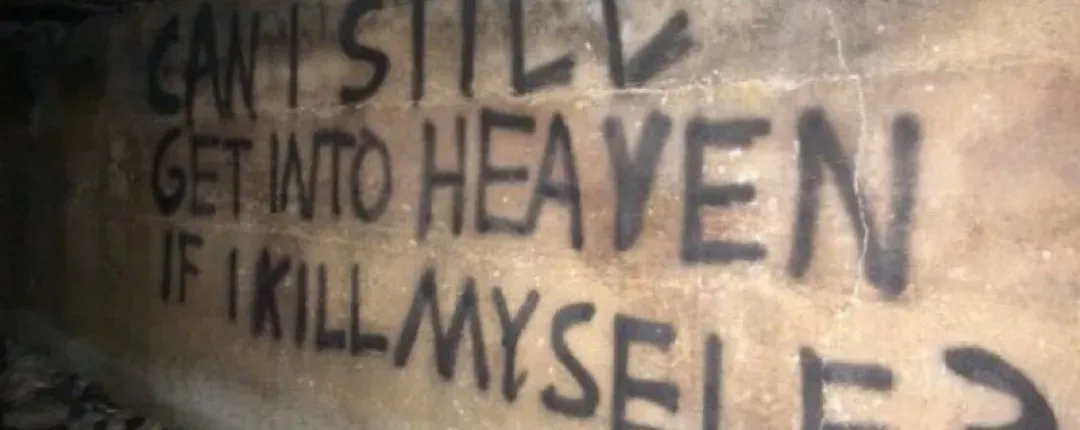 CAN I STILL
GET INTO HEAVEN
IF I KILL MYSELF?